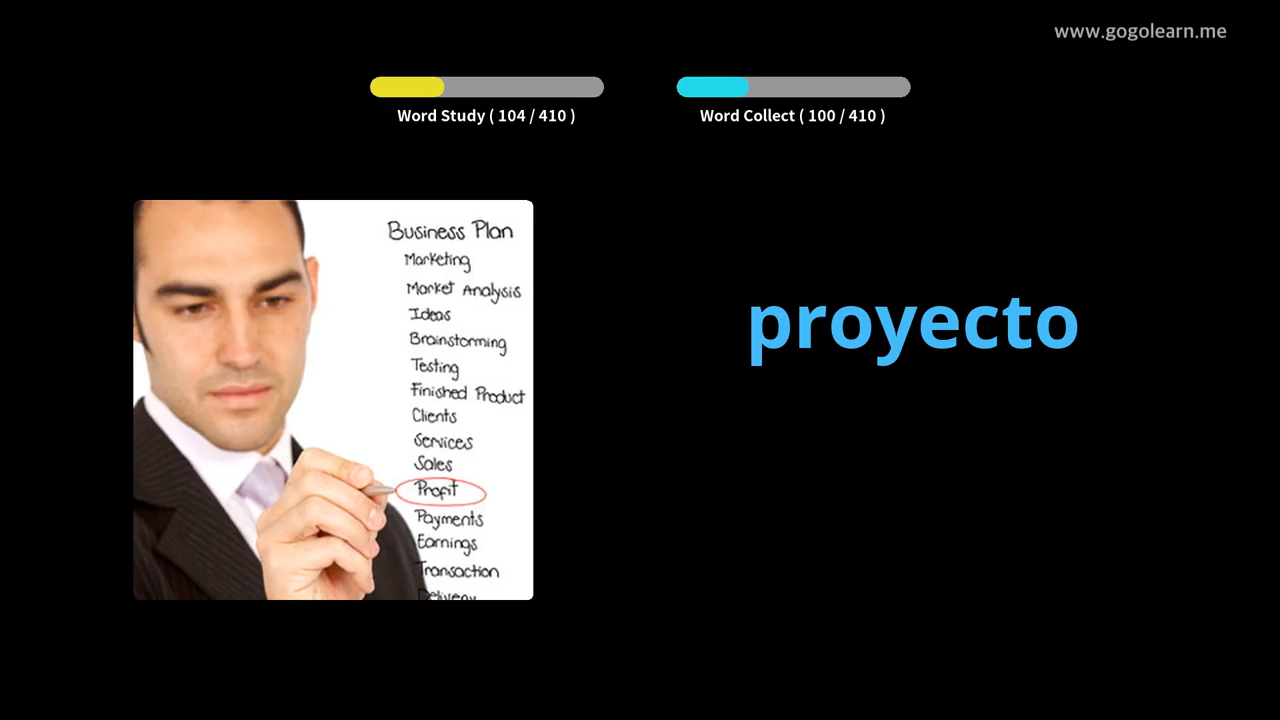 www.gogolearn.me
Word Study ( 104 / 410 )
Word Collect ( 100 / 410 )
Business Plan
Marketing
Market Analysis
Ideas
Brainstorming
Testing
Finished Product
Clients
Services
Sales
Profit
Payments
Earnings
Transaction
Delivery
proyecto